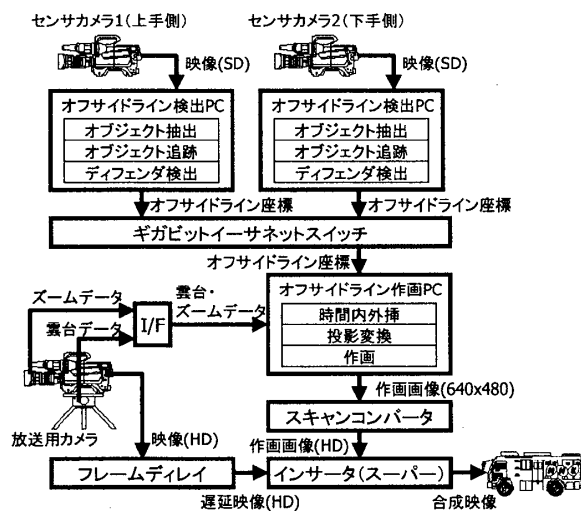 センサカメラ1(上手側)
センサカメラ2(下手側)
映像(SD)
映像(SD)
オフサイドライン検出PC
オブジェクト抽出
オブジェクト追跡
ディフェンダ検出
オフサイドライン検出PC
オブジェクト抽出
オブジェクト追跡
ディフェンダ検出
オフサイドライン座標
オフサイドライン座標
ギガビットイーサネットスイッチ
オフサイドライン座標
ズームデータ
雲台データ
I/F
雲台・
ズームデータ
オフサイドライン作画PC
時間内外挿
投影変換
作画
放送用カメラ
作画画像(640x480)
スキャンコンバータ
映像(HD)
作画画像(HD)
フレームディレイ
インサータ(スーパー)
遅延映像(HD)
合成映像